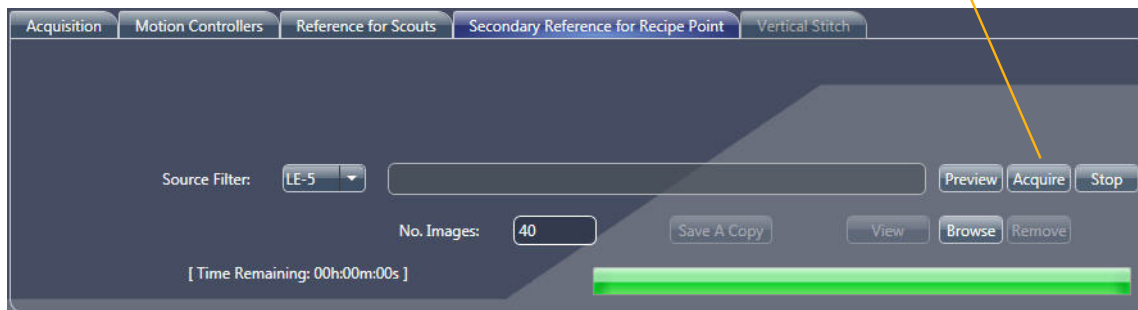 Acquisition Motion Controllers Reference for Scouts Secondary Reference for Recipe Point Vertical Stitch
Source Filter: LE-5 Preview Acquire Stop
No. Images: 40 Save A Copy View Browse Remove
[ Time Remaining: 00h:00m:00s ]